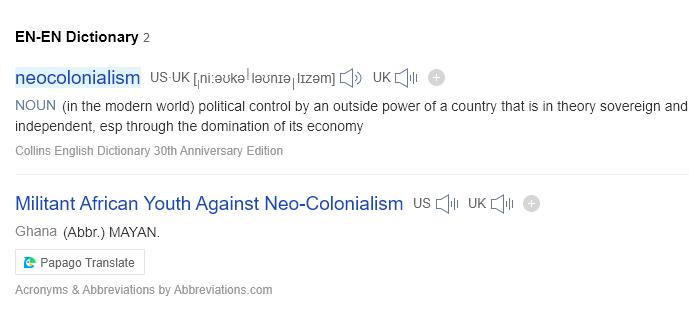 EN-EN Dictionary 2
neocolonialism US·UK [ˌni:əʊkəˈləʊnɪəˌlɪzəm] UK
NOUN (in the modern world) political control by an outside power of a country that is in theory sovereign and
independent, esp through the domination of its economy
Collins English Dictionary 30th Anniversary Edition
Militant African Youth Against Neo-Colonialism US UK
Ghana (Abbr.) MAYAN.
Papago Translate
Acronyms & Abbreviations by Abbreviations.com